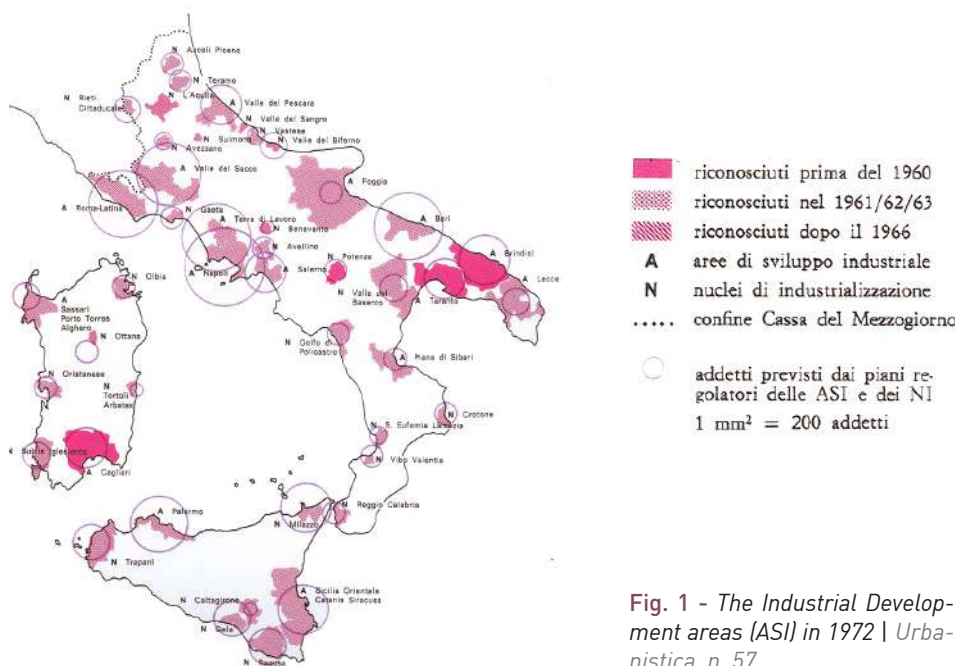 N Ascoli Piceno
N Teramo
N Rieti
Cittaducale
N L'Aquila
A Valle del Pescara
N Valle del Sangro
N Vastese
N Sulmona
N Valle del Biferno
N Avezzano
A Valle del Sacco
A Foggia
A Roma-Latina
N Gaeta
A Terra di Lavoro
A Bari
N Benevento
N Avellino
A Napoli
A Salerno
N Potenza
A Brindisi
Lecce
A
N Valle del
Basento
A Taranto
N Olbia
A
Sassari
Porto Torres
Alghero
N Ottana
N Golfo di
Policastro
A Piana di Sibari
N Oristanese
N
N
Tortoli
Arbatax
N Crotone
N S. Eufemia Lamezia
N Sulcis Iglesiente
N Vibo Valentia
A Cagliari
N Reggio Calabria
A Palermo
N Milazzo
N Trapani
A Sicilia Orientale
Catania Siracusa
N Caltagirone
N Gela
N Ragusa
riconosciuti prima del 1960
riconosciuti nel 1961/62/63
riconosciuti dopo il 1966
A aree di sviluppo industriale
N nuclei di industrializzazione
..... confine Cassa del Mezzogiorno
addetti previsti dai piani re-
golatori delle ASI e dei NI
1 mm² = 200 addetti
Fig. 1 - The Industrial Develop-
ment areas (ASI) in 1972 | Urba-
nistica, n. 57